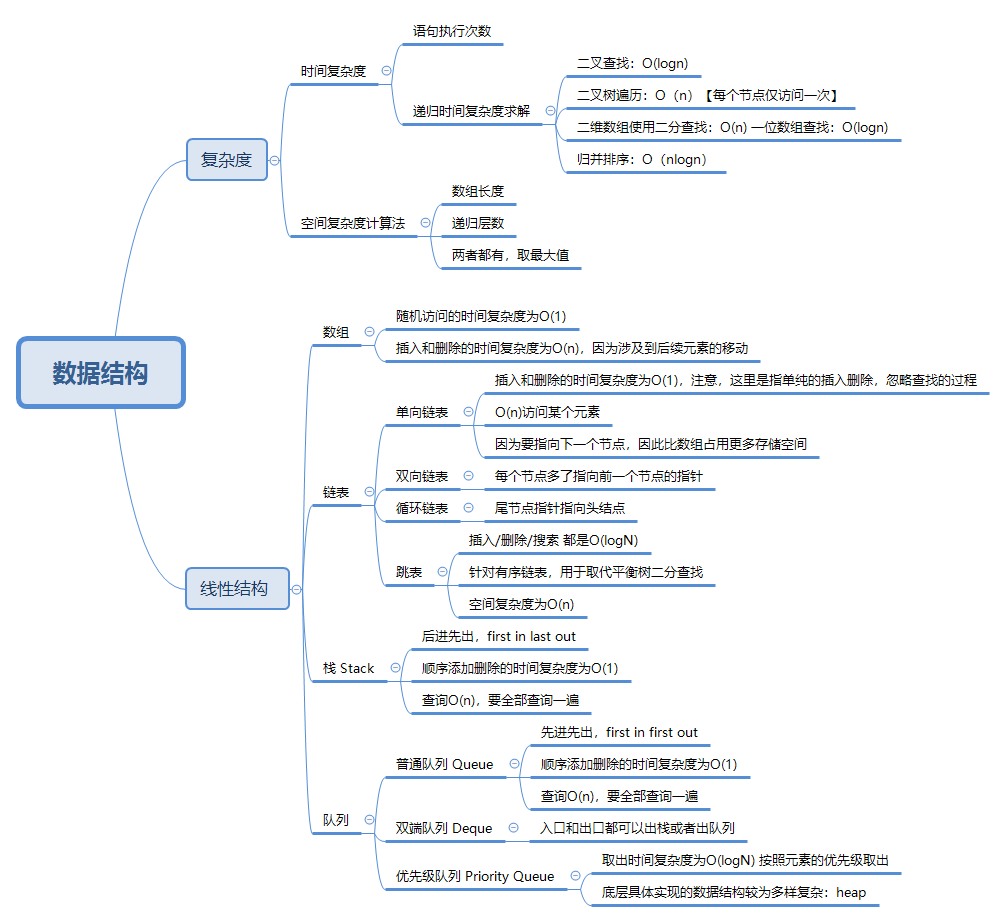 数据结构
复杂度
时间复杂度
语句执行次数
递归时间复杂度求解
二叉查找：O(logn)
二叉树遍历：O（n）【每个节点仅访问一次】
二维数组使用二分查找：O(n) 一位数组查找：O(logn)
归并排序：O（nlogn）
空间复杂度计算法
数组长度
递归层数
两者都有，取最大值
线性结构
数组
随机访问的时间复杂度为O(1)
插入和删除的时间复杂度为O(n)，因为涉及到后续元素的移动
链表
单向链表
插入和删除的时间复杂度为O(1)，注意，这里是指单纯的插入删除，忽略查找的过程
O(n)访问某个元素
因为要指向下一个节点，因此比数组占用更多存储空间
双向链表
每个节点多了指向前一个节点的指针
循环链表
尾节点指针指向头结点
跳表
插入/删除/搜索 都是O(logN)
针对有序链表，用于取代平衡树二分查找
空间复杂度为O(n)
栈 Stack
后进先出，first in last out
顺序添加删除的时间复杂度为O(1)
查询O(n)，要全部查询一遍
队列
普通队列 Queue
先进先出，first in first out
顺序添加删除的时间复杂度为O(1)
查询O(n)，要全部查询一遍
双端队列 Deque
入口和出口都可以出栈或者出队列
优先级队列 Priority Queue
取出时间复杂度为O(logN) 按照元素的优先级取出
底层具体实现的数据结构较为多样复杂：heap